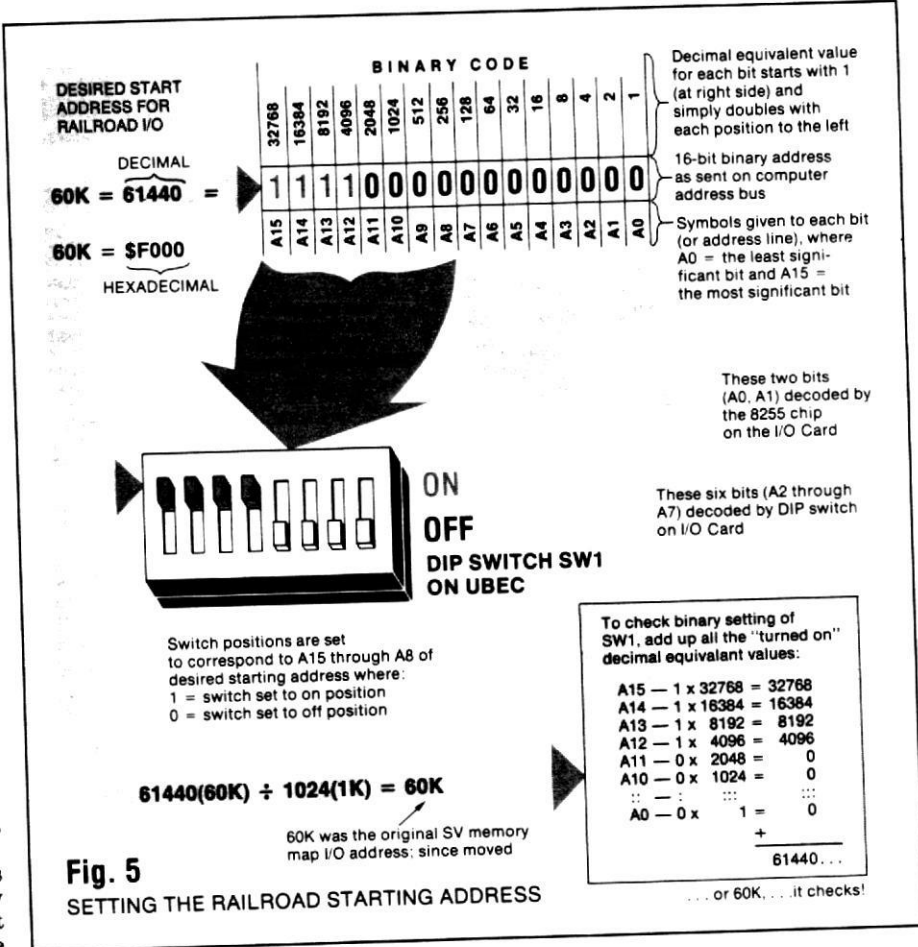 BINARY CODE
DESIRED START
ADDRESS FOR
RAILROAD I/O
32768 16384 8192 4096 2048 1024 512 256 128 64 32 16 8 4 2 1
Decimal equivalent value
for each bit starts with 1
(at right side) and
simply doubles with
each position to the left
DECIMAL
60K = 61440 =
1 1 1 1 0 0 0 0 0 0 0 0 0 0 0 0
16-bit binary address
as sent on computer
address bus
A15 A14 A13 A12 A11 A10 A9 A8 A7 A6 A5 A4 A3 A2 A1 A0
Symbols given to each bit
(or address line), where
A0 = the least signi-
ficant bit and A15 =
the most significant bit
60K = $F000
HEXADECIMAL
These two bits
(A0, A1) decoded by
the 8255 chip
on the I/O Card
These six bits (A2 through
A7) decoded by DIP switch
on I/O Card
ON
OFF
DIP SWITCH SW1
ON UBEC
Switch positions are set
to correspond to A15 through A8 of
desired starting address where:
1 = switch set to on position
0 = switch set to off position
To check binary setting of
SW1, add up all the "turned on"
decimal equivalant values:
A15 — 1 x 32768 = 32768
A14 — 1 x 16384 = 16384
A13 — 1 x 8192 = 8192
A12 — 1 x 4096 = 4096
A11 — 0 x 2048 = 0
A10 — 0 x 1024 = 0
:: — : ::: :::
A0 — 0 x 1 = 0
+
61440...
... or 60K, ... it checks!
61440(60K) ÷ 1024(1K) = 60K
60K was the original SV memory
map I/O address; since moved
Fig. 5
SETTING THE RAILROAD STARTING ADDRESS